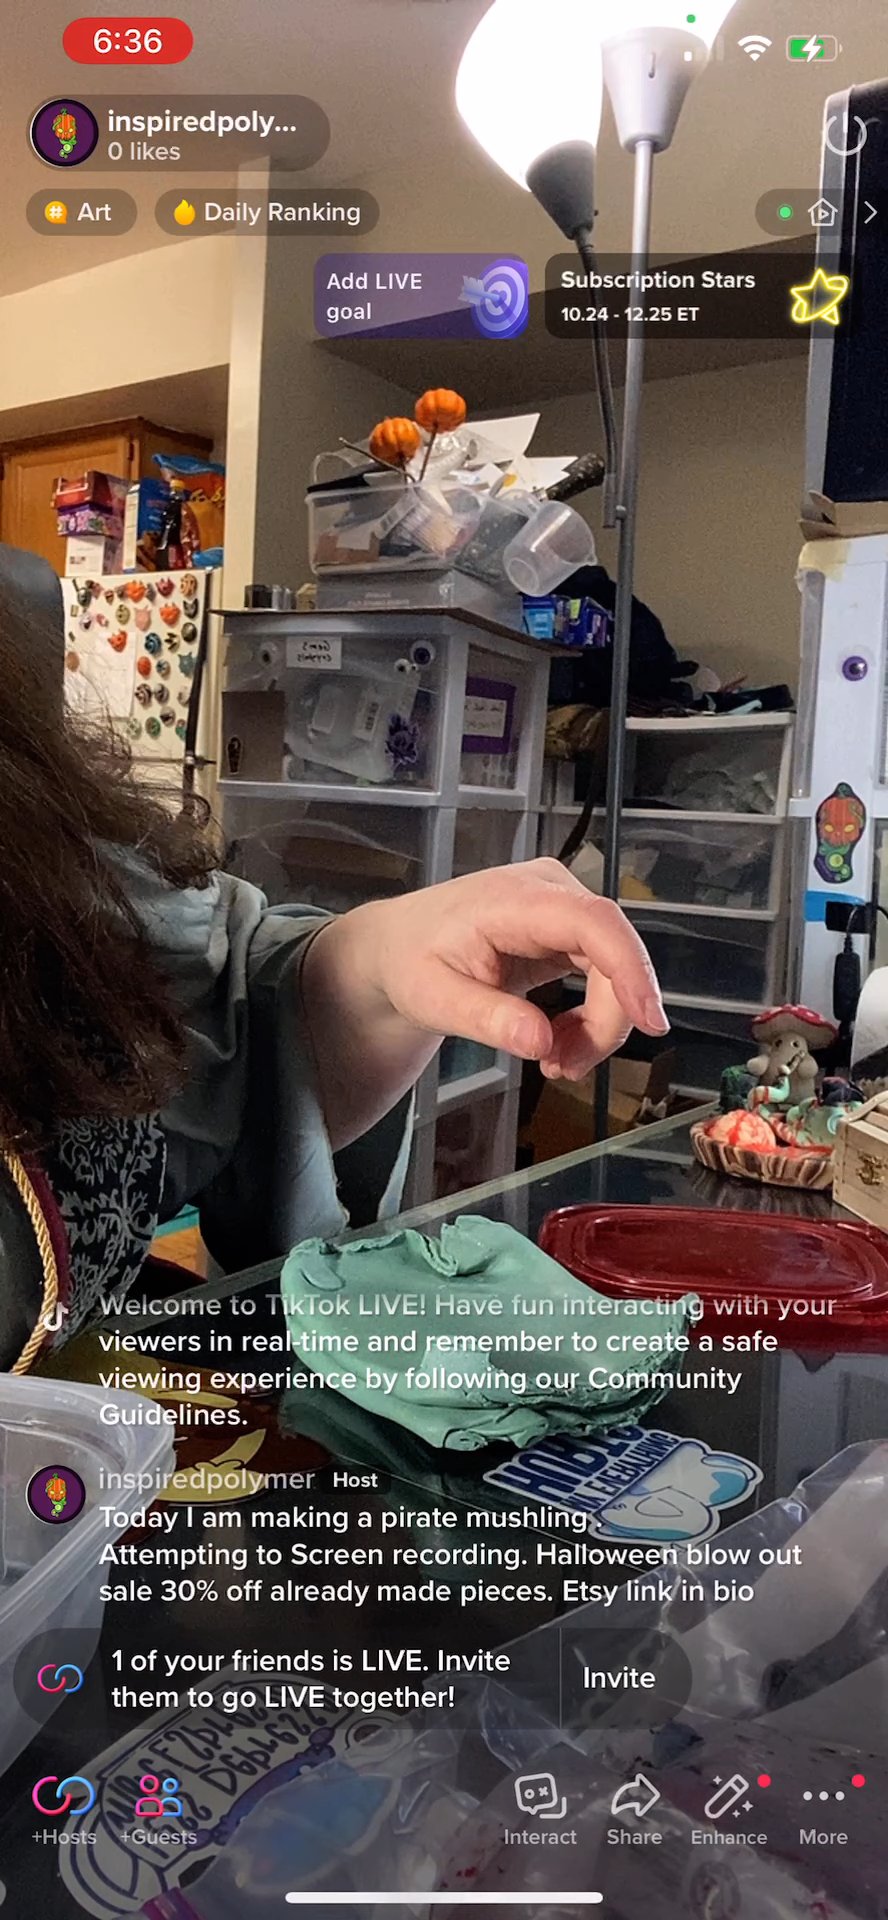 6:36
inspiredpoly...
0 likes
Art
Daily Ranking
Add LIVE
goal
Subscription Stars
10.24 - 12.25 ET
Welcome to TikTok LIVE! Have fun interacting with your
viewers in real-time and remember to create a safe
viewing experience by following our Community
Guidelines.
inspiredpolymer Host
Today I am making a pirate mushling .
Attempting to Screen recording. Halloween blow out
sale 30% off already made pieces. Etsy link in bio
1 of your friends is LIVE. Invite
them to go LIVE together!
Invite
+Hosts
+Guests
Interact
Share
Enhance
More